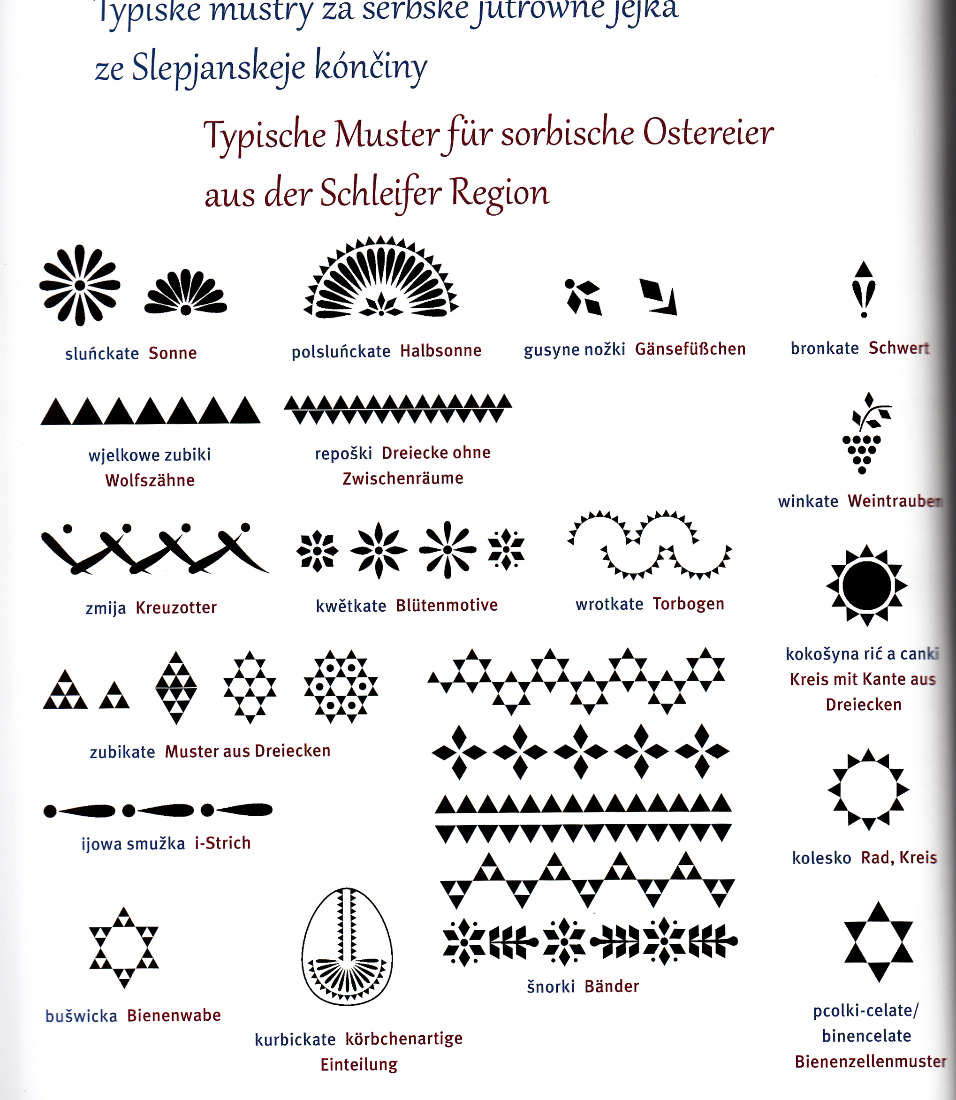 Typiske mustry za serbske jutrowne jejka
ze Slepjanskeje kónčiny
Typische Muster für sorbische Ostereier
aus der Schleifer Region
sluńckate Sonne
polsluńckate Halbsonne
gusyne nožki Gänsefüßchen
bronkate Schwert
wjelkowe zubiki
Wolfszähne
repoški Dreiecke ohne
Zwischenräume
winkate Weintrauben
zmija Kreuzotter
kwětkate Blütenmotive
wrotkate Torbogen
kokošyna rić a canki
Kreis mit Kante aus
Dreiecken
zubikate Muster aus Dreiecken
ijowa smužka i-Strich
kolesko Rad, Kreis
šnorki Bänder
bušwicka Bienenwabe
kurbickate körbchenartige
Einteilung
pcolki-celate/
binencelate
Bienenzellenmuster